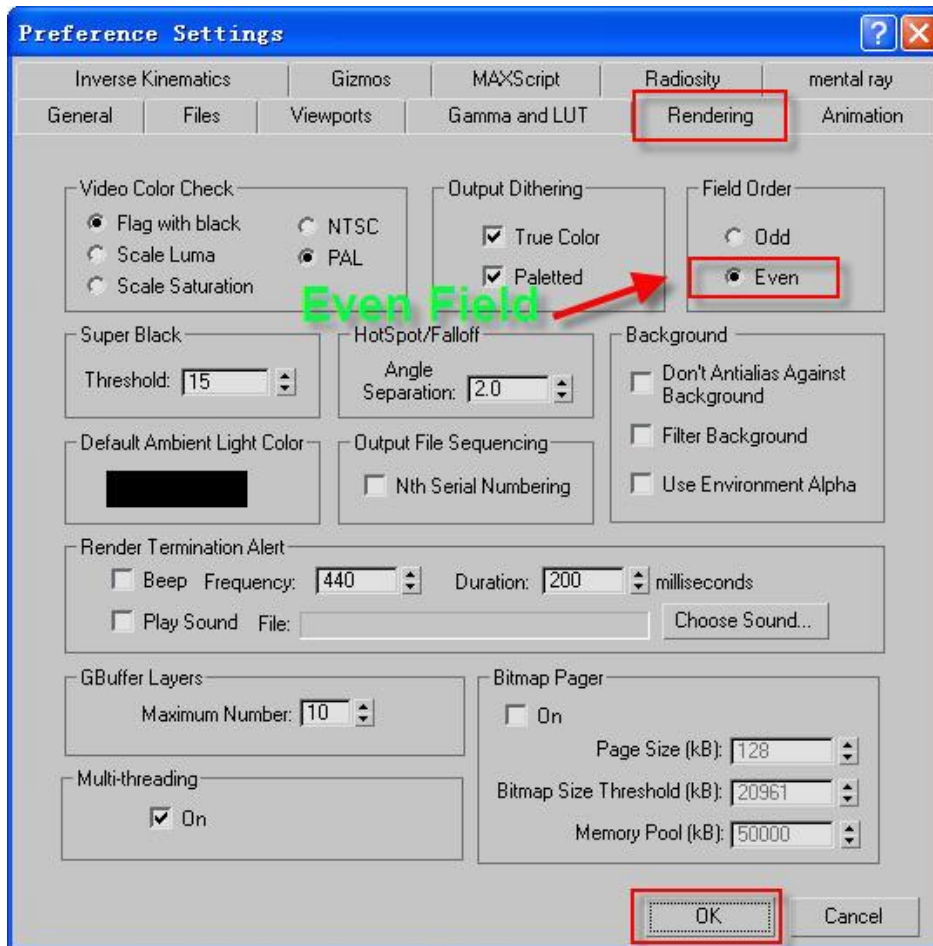 Preference Settings
Inverse Kinematics Gizmos MAXScript Radiosity mental ray
General Files Viewports Gamma and LUT Rendering Animation
Video Color Check
Flag with black
Scale Luma
Scale Saturation
NTSC
PAL
Output Dithering
True Color
Paletted
Field Order
Odd
Even
Even Field
Super Black
Threshold: 15
HotSpot/Falloff
Angle
Separation: 2.0
Background
Don't Antialias Against
Background
Filter Background
Use Environment Alpha
Default Ambient Light Color
Output File Sequencing
Nth Serial Numbering
Render Termination Alert
Beep Frequency: 440 Duration: 200 milliseconds
Play Sound File: Choose Sound...
GBuffer Layers
Maximum Number: 10
Multi-threading
On
Bitmap Pager
On
Page Size (kB): 128
Bitmap Size Threshold (kB): 20961
Memory Pool (kB): 50000
OK Cancel